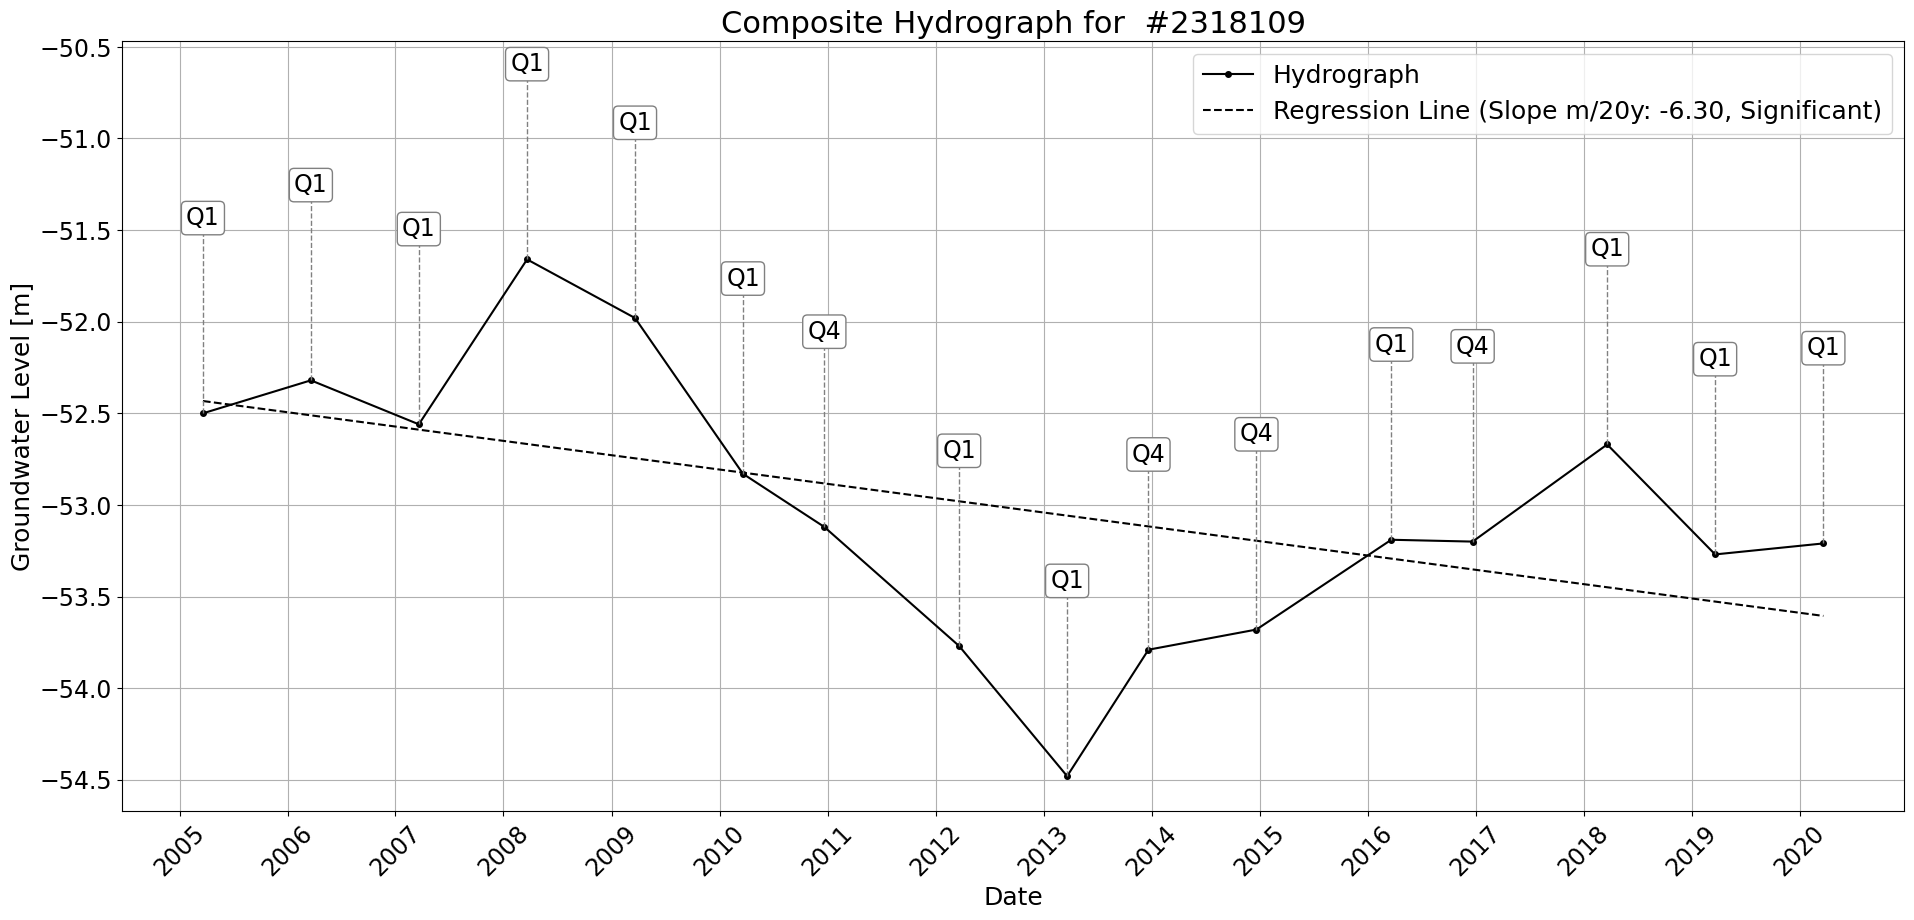 Composite Hydrograph for  #2318109
Hydrograph
Regression Line (Slope m/20y: -6.30, Significant)
Groundwater Level [m]
−50.5
−51.0
−51.5
−52.0
−52.5
−53.0
−53.5
−54.0
−54.5
Q1
Q1
Q1
Q1
Q1
Q1
Q4
Q1
Q1
Q4
Q4
Q1
Q4
Q1
Q1
Q1
2005
2006
2007
2008
2009
2010
2011
2012
2013
2014
2015
2016
2017
2018
2019
2020
Date